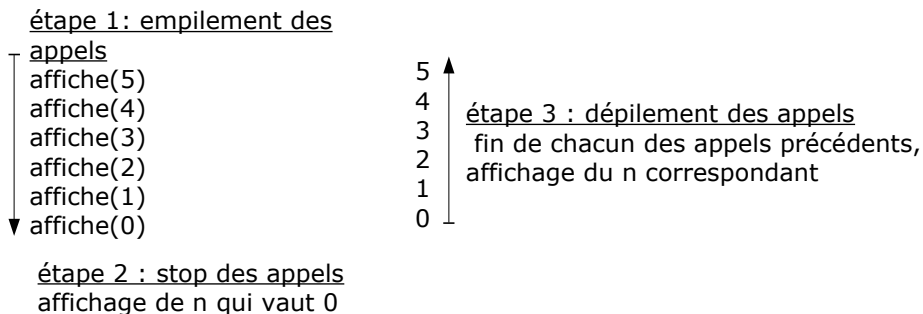 étape 1: empilement des
appels
affiche(5)
affiche(4)
affiche(3)
affiche(2)
affiche(1)
affiche(0)
étape 2 : stop des appels
affichage de n qui vaut 0
5
4
3
2
1
0
étape 3 : dépilement des appels
fin de chacun des appels précédents,
affichage du n correspondant